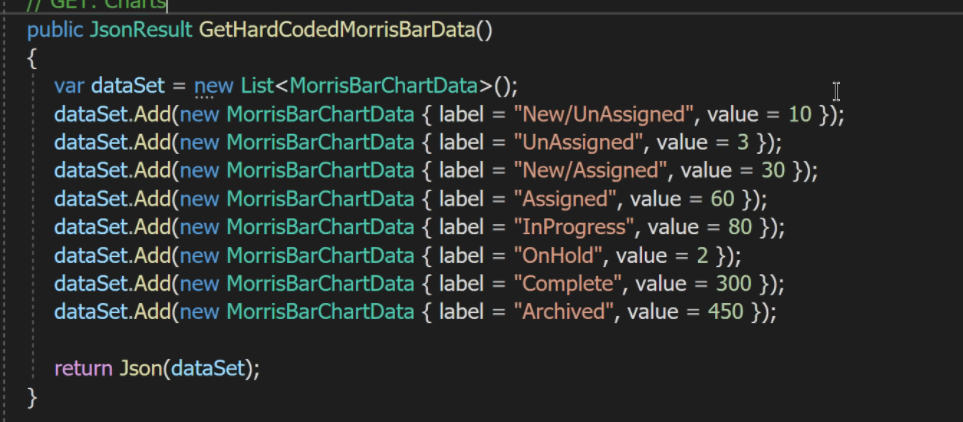 // GET: Charts
public JsonResult GetHardCodedMorrisBarData()
{
var dataSet = new List<MorrisBarChartData>();
dataSet.Add(new MorrisBarChartData { label = "New/UnAssigned", value = 10 });
dataSet.Add(new MorrisBarChartData { label = "UnAssigned", value = 3 });
dataSet.Add(new MorrisBarChartData { label = "New/Assigned", value = 30 });
dataSet.Add(new MorrisBarChartData { label = "Assigned", value = 60 });
dataSet.Add(new MorrisBarChartData { label = "InProgress", value = 80 });
dataSet.Add(new MorrisBarChartData { label = "OnHold", value = 2 });
dataSet.Add(new MorrisBarChartData { label = "Complete", value = 300 });
dataSet.Add(new MorrisBarChartData { label = "Archived", value = 450 });
return Json(dataSet);
}